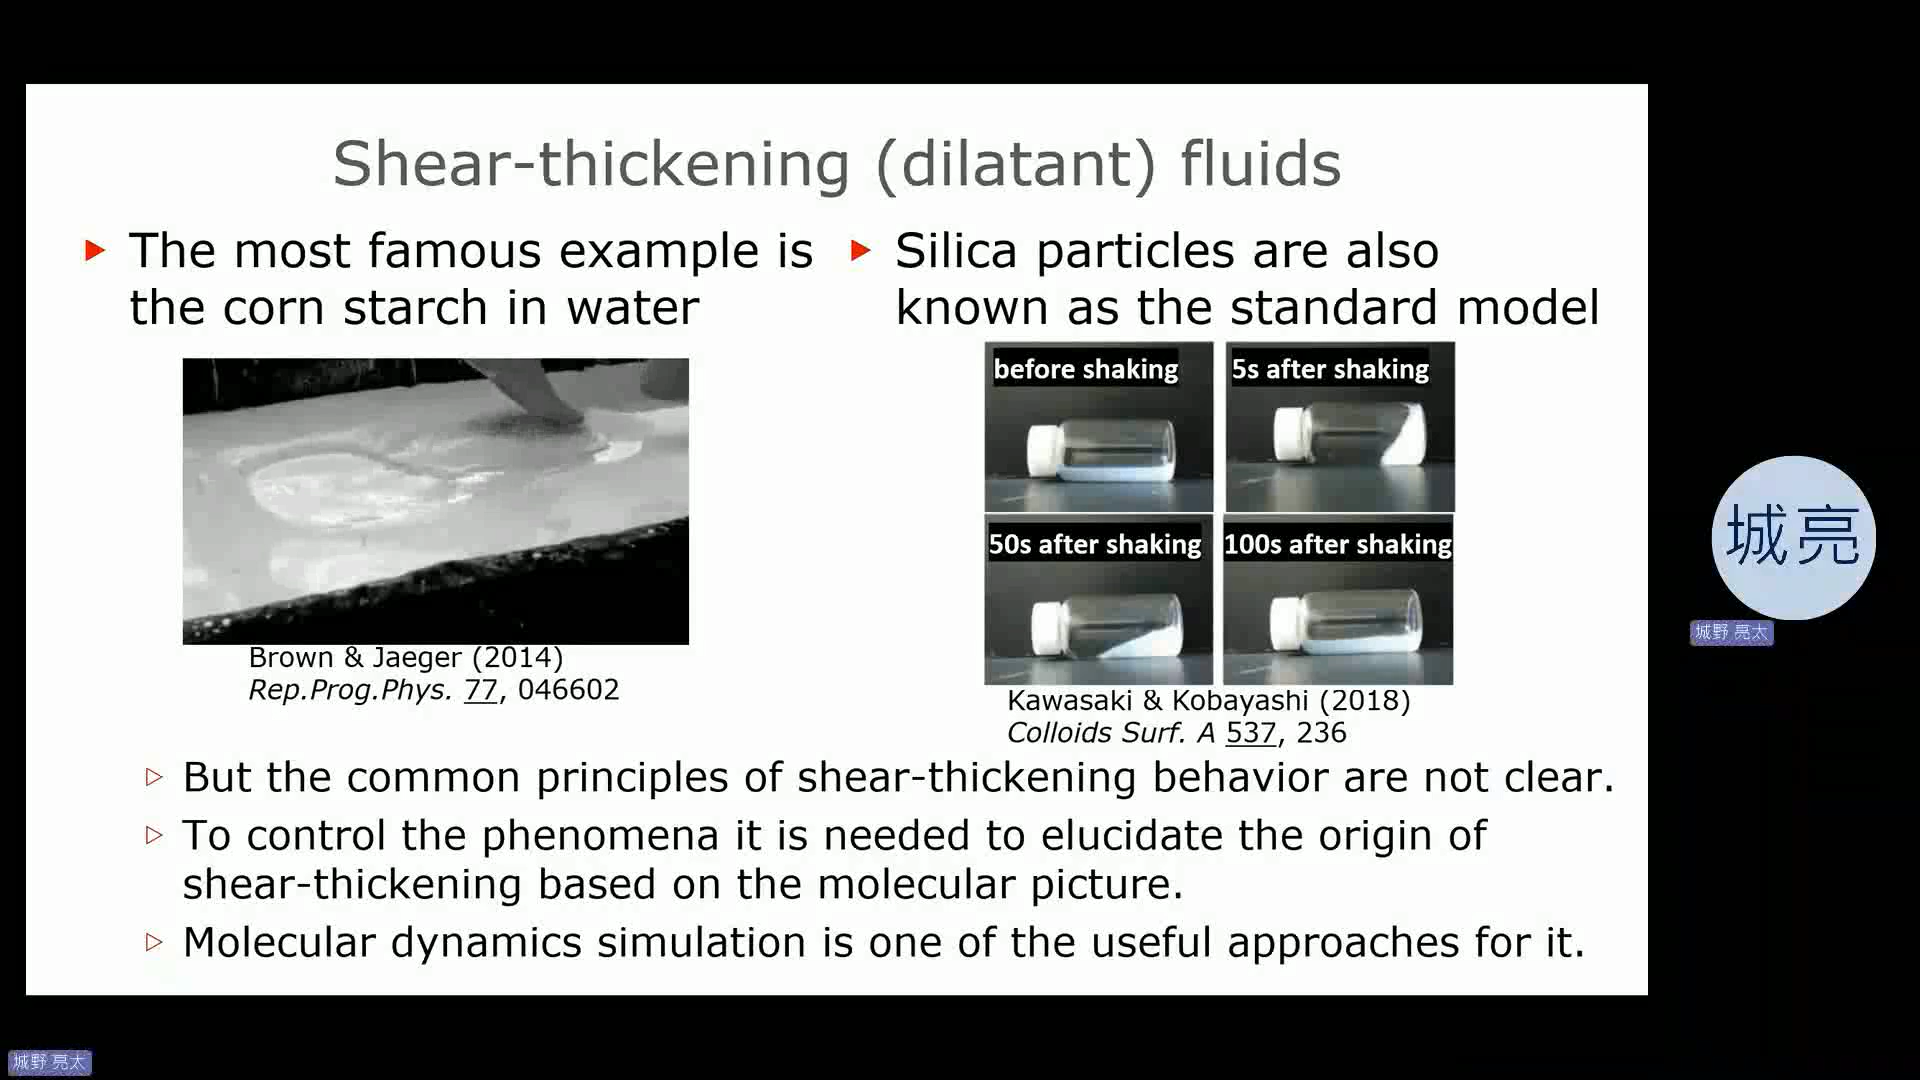 Shear-thickening (dilatant) fluids
The most famous example is
the corn starch in water
Brown & Jaeger (2014)
Rep.Prog.Phys. 77, 046602
Silica particles are also
known as the standard model
before shaking
5s after shaking
50s after shaking
100s after shaking
Kawasaki & Kobayashi (2018)
Colloids Surf. A 537, 236
But the common principles of shear-thickening behavior are not clear.
To control the phenomena it is needed to elucidate the origin of
shear-thickening based on the molecular picture.
Molecular dynamics simulation is one of the useful approaches for it.
城亮
城野 亮太
城野 亮太